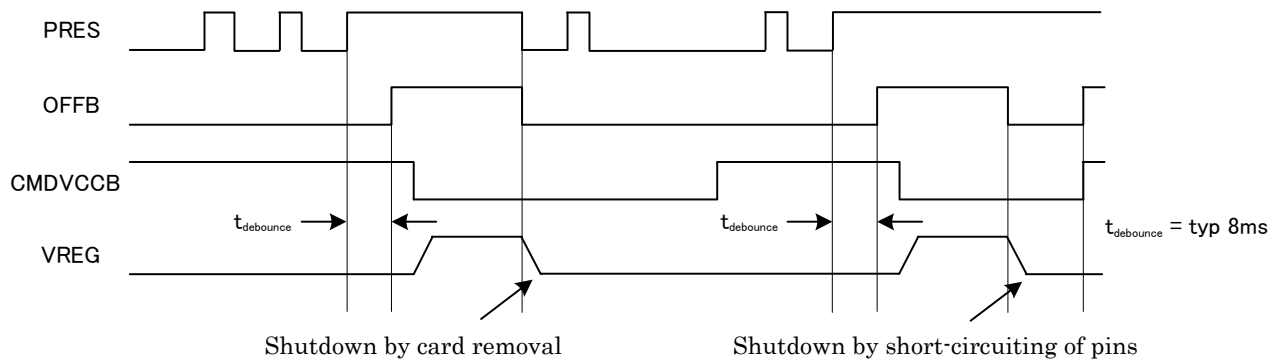 PRES
OFFB
CMDVCCB
tdebounce
tdebounce
tdebounce = typ 8ms
VREG
Shutdown by card removal
Shutdown by short-circuiting of pins